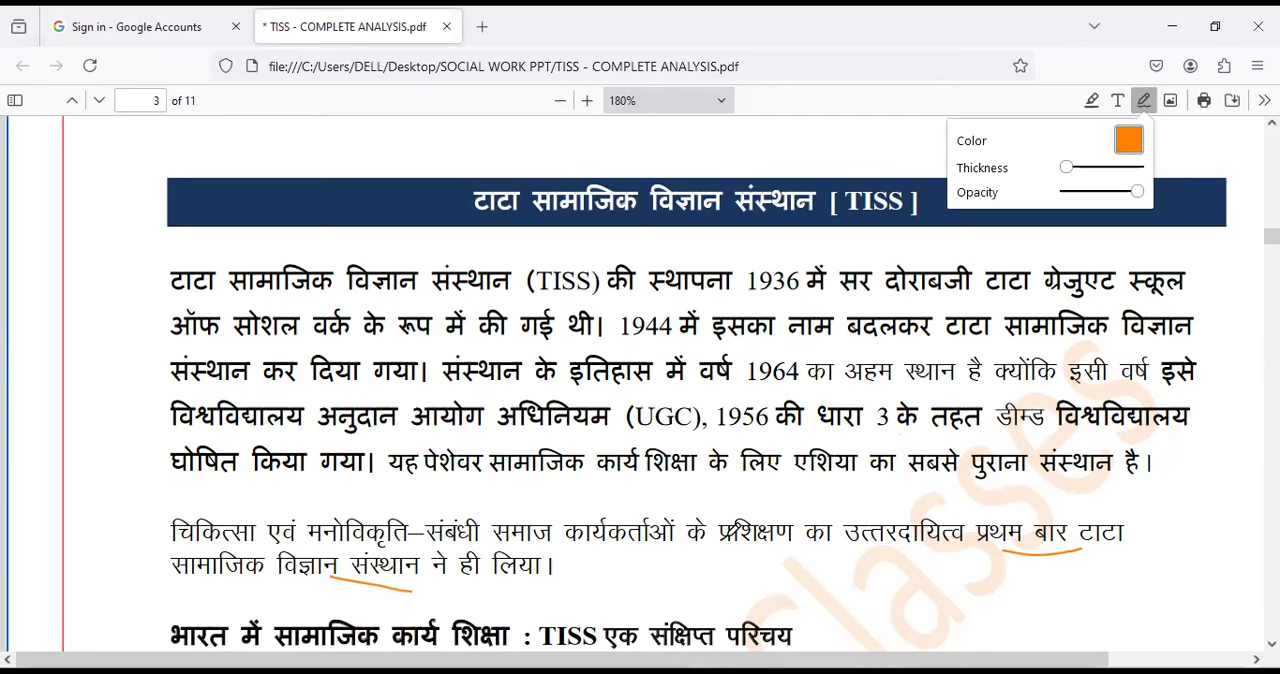 Sign in - Google Accounts
* TISS - COMPLETE ANALYSIS.pdf
file:///C:/Users/DELL/Desktop/SOCIAL WORK PPT/TISS - COMPLETE ANALYSIS.pdf
3 of 11
180%
Color
Thickness
Opacity
टाटा सामाजिक विज्ञान संस्थान [ TISS ]
टाटा सामाजिक विज्ञान संस्थान (TISS) की स्थापना 1936 में सर दोराबजी टाटा ग्रेजुएट स्कूल
ऑफ सोशल वर्क के रूप में की गई थी। 1944 में इसका नाम बदलकर टाटा सामाजिक विज्ञान
संस्थान कर दिया गया। संस्थान के इतिहास में वर्ष 1964 का अहम स्थान है क्योंकि इसी वर्ष इसे
विश्वविद्यालय अनुदान आयोग अधिनियम (UGC), 1956 की धारा 3 के तहत डीम्ड विश्वविद्यालय
घोषित किया गया। यह पेशेवर सामाजिक कार्य शिक्षा के लिए एशिया का सबसे पुराना संस्थान है।
चिकित्सा एवं मनोविकृति–संबंधी समाज कार्यकर्ताओं के प्रशिक्षण का उत्तरदायित्व प्रथम बार टाटा
सामाजिक विज्ञान संस्थान ने ही लिया।
भारत में सामाजिक कार्य शिक्षा : TISS एक संक्षिप्त परिचय
Classes